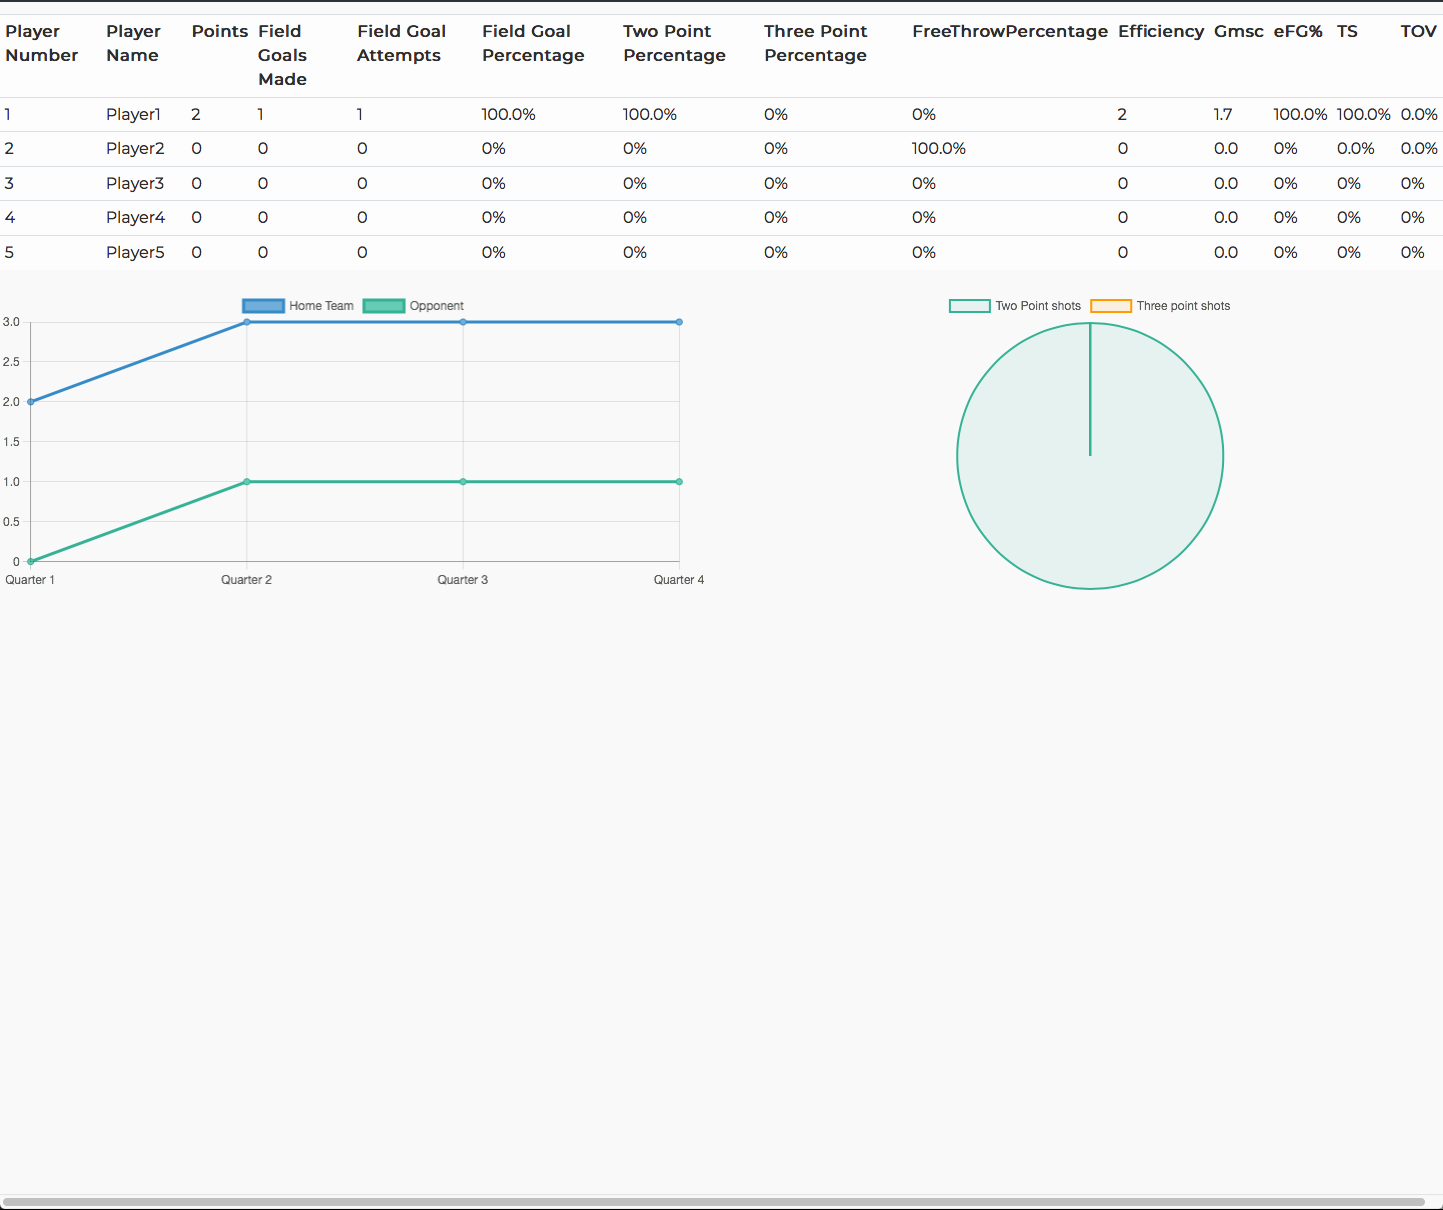 Player Number	Player Name	Points	Field Goals Made	Field Goal Attempts	Field Goal Percentage	Two Point Percentage	Three Point Percentage	FreeThrowPercentage	Efficiency	Gmsc	eFG%	TS	TOV
1	Player1	2	1	1	100.0%	100.0%	0%	0%	2	1.7	100.0%	100.0%	0.0%
2	Player2	0	0	0	0%	0%	0%	100.0%	0	0.0	0%	0.0%	0.0%
3	Player3	0	0	0	0%	0%	0%	0%	0	0.0	0%	0%	0%
4	Player4	0	0	0	0%	0%	0%	0%	0	0.0	0%	0%	0%
5	Player5	0	0	0	0%	0%	0%	0%	0	0.0	0%	0%	0%
Home Team	Opponent
3.0
2.5
2.0
1.5
1.0
0.5
0
Quarter 1	Quarter 2	Quarter 3	Quarter 4
Two Point shots	Three point shots